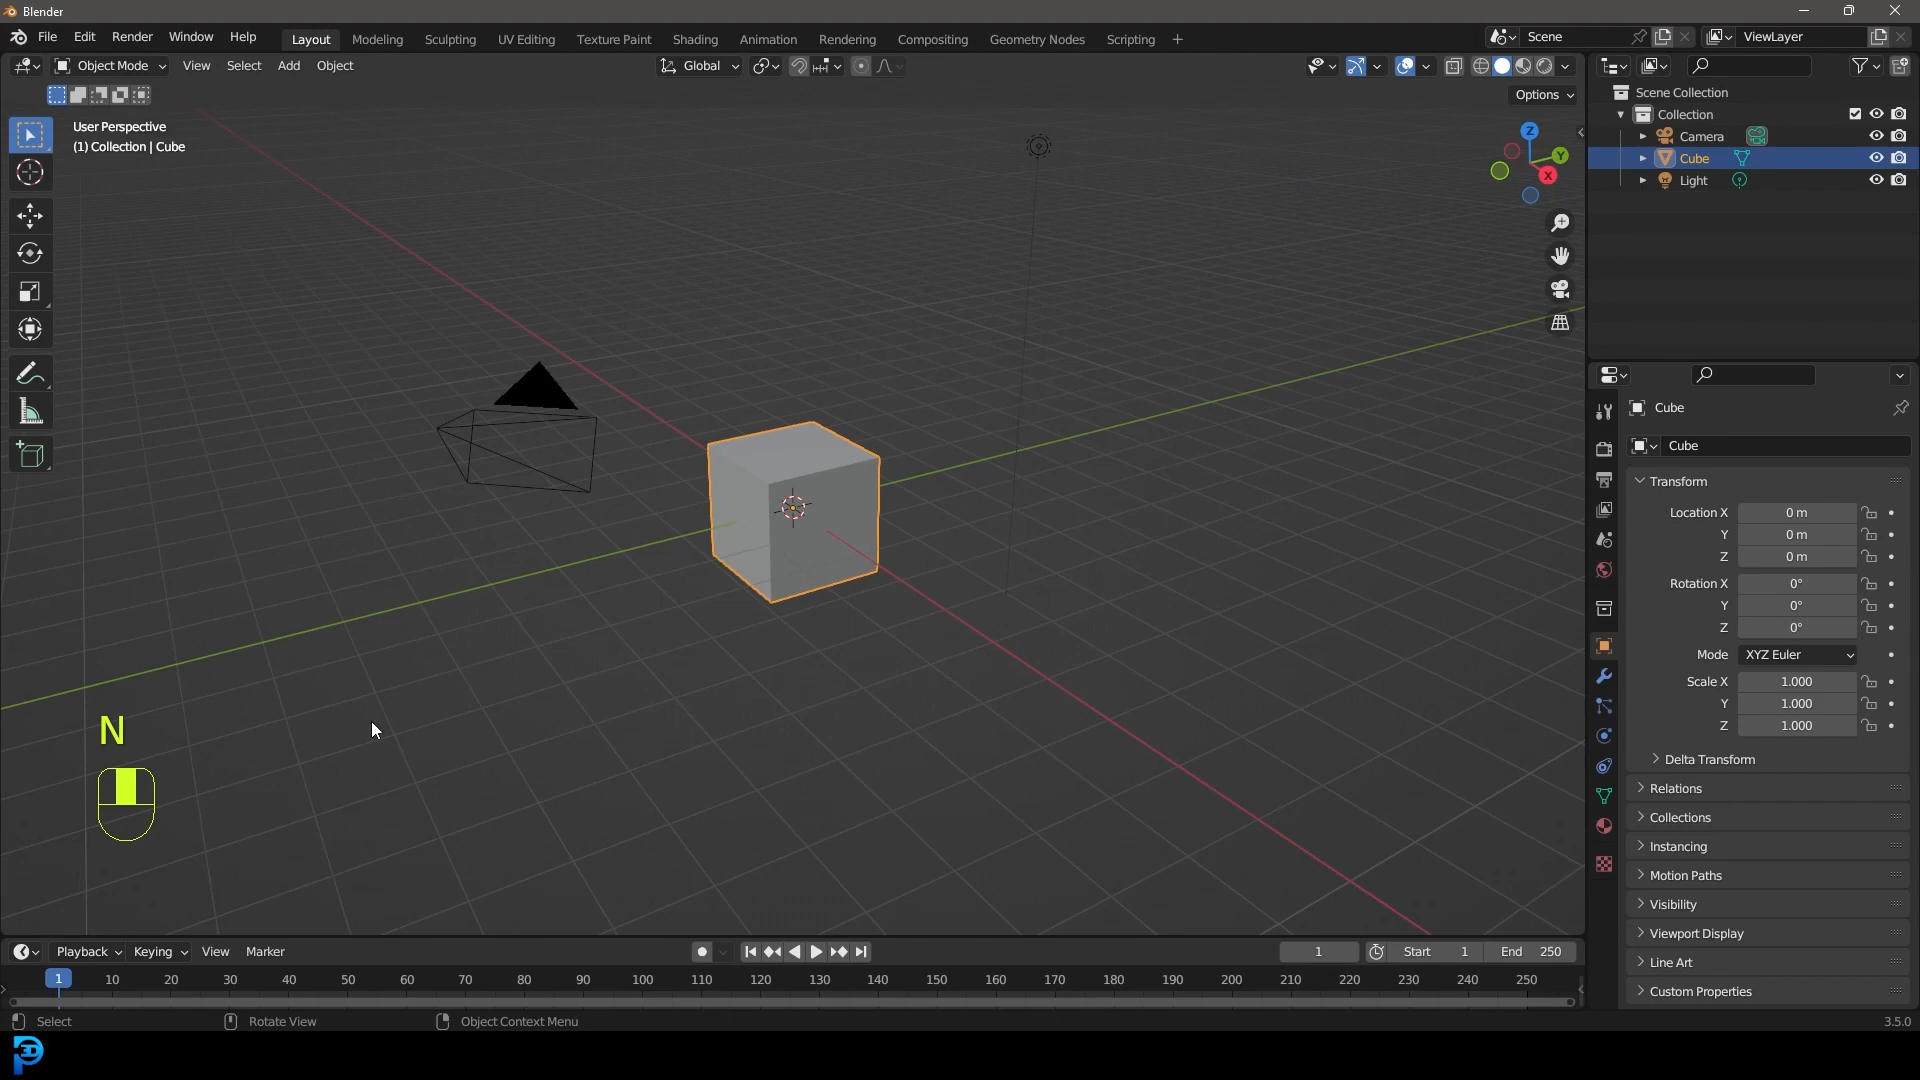 Blender
File Edit Render Window Help Layout Modeling Sculpting UV Editing Texture Paint Shading Animation Rendering Compositing Geometry Nodes Scripting + Scene ViewLayer
Object Mode View Select Add Object Global
Options
User Perspective
(1) Collection | Cube
Z
Y
X
Scene Collection
Collection
Camera
Cube
Light
Cube
Cube
Transform
Location X 0 m
Y 0 m
Z 0 m
Rotation X 0°
Y 0°
Z 0°
Mode XYZ Euler
Scale X 1.000
Y 1.000
Z 1.000
Delta Transform
Relations
Collections
Instancing
Motion Paths
Visibility
Viewport Display
Line Art
Custom Properties
N
Playback Keying View Marker 1 Start 1 End 250
1 10 20 30 40 50 60 70 80 90 100 110 120 130 140 150 160 170 180 190 200 210 220 230 240 250
Select Rotate View Object Context Menu 3.5.0